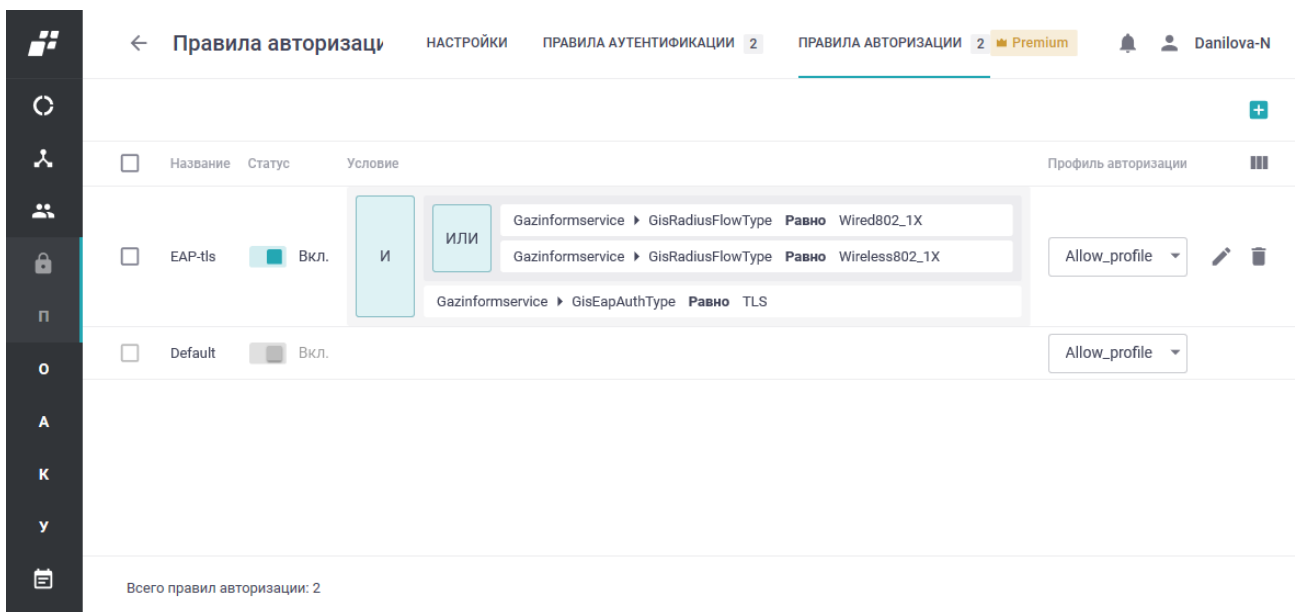 Правила авторизаци НАСТРОЙКИ ПРАВИЛА АУТЕНТИФИКАЦИИ 2 ПРАВИЛА АВТОРИЗАЦИИ 2 Premium Danilova-N
Название Статус Условие Профиль авторизации
И
ИЛИ
Gazinformservice GisRadiusFlowType Равно Wired802_1X
EAP-tls Вкл. Gazinformservice GisRadiusFlowType Равно Wireless802_1X Allow_profile
Gazinformservice GisEapAuthType Равно TLS
П
Default Вкл. Allow_profile
О
А
К
У
Всего правил авторизации: 2